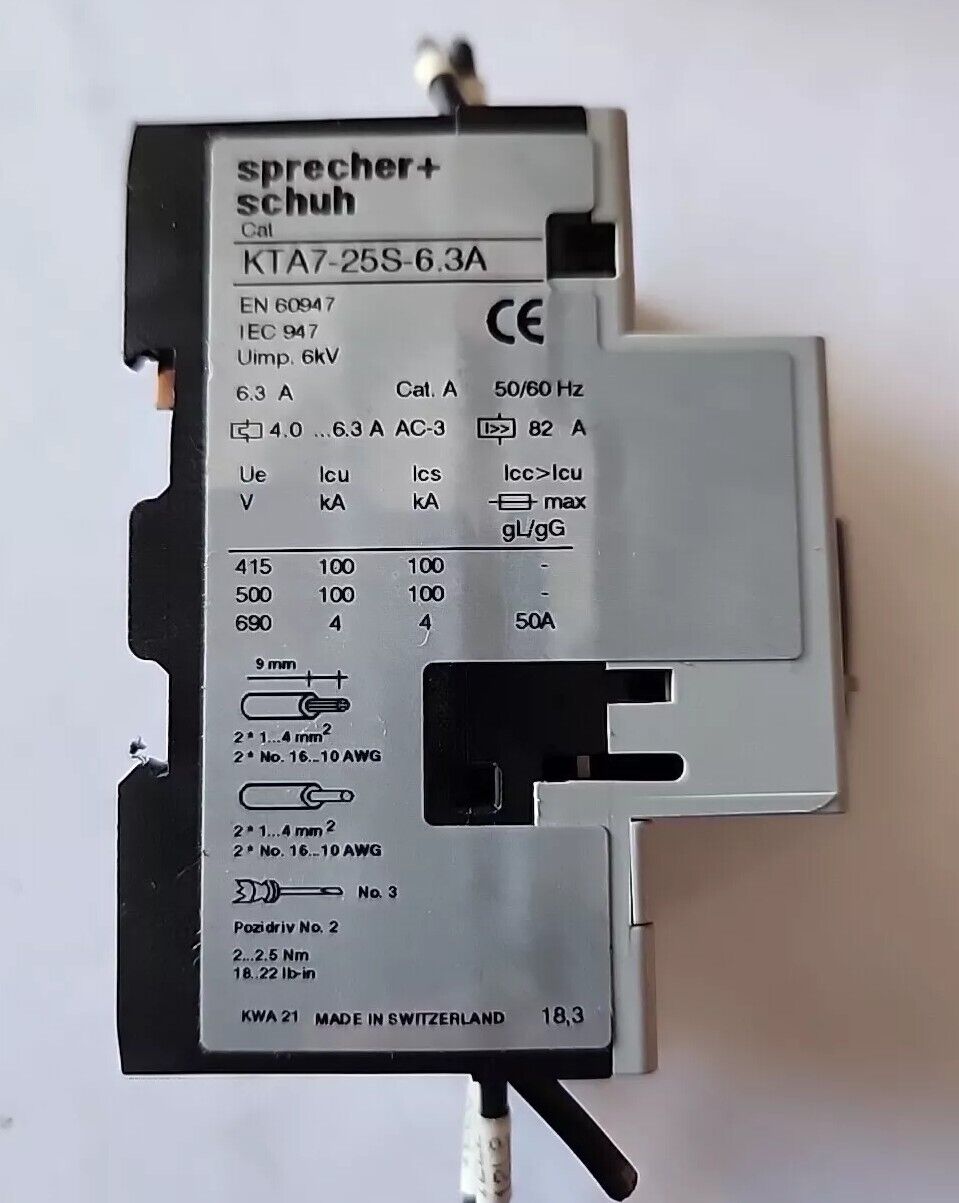 sprecher+
schuh
Cat
KTA7-25S-6.3A
EN 60947
IEC 947
Uimp. 6kV
CE
6.3 A Cat. A 50/60 Hz
4.0 ...6.3 A AC-3 I>> 82 A
Ue Icu Ics Icc>Icu
V kA kA max
gL/gG
415 100 100 -
500 100 100 -
690 4 4 50A
9 mm
2 * 1...4 mm²
2 * No. 16...10 AWG
2 * 1...4 mm²
2 * No. 16...10 AWG
No. 3
Pozidriv No. 2
2...2.5 Nm
18..22 lb-in
KWA 21 MADE IN SWITZERLAND 18,3